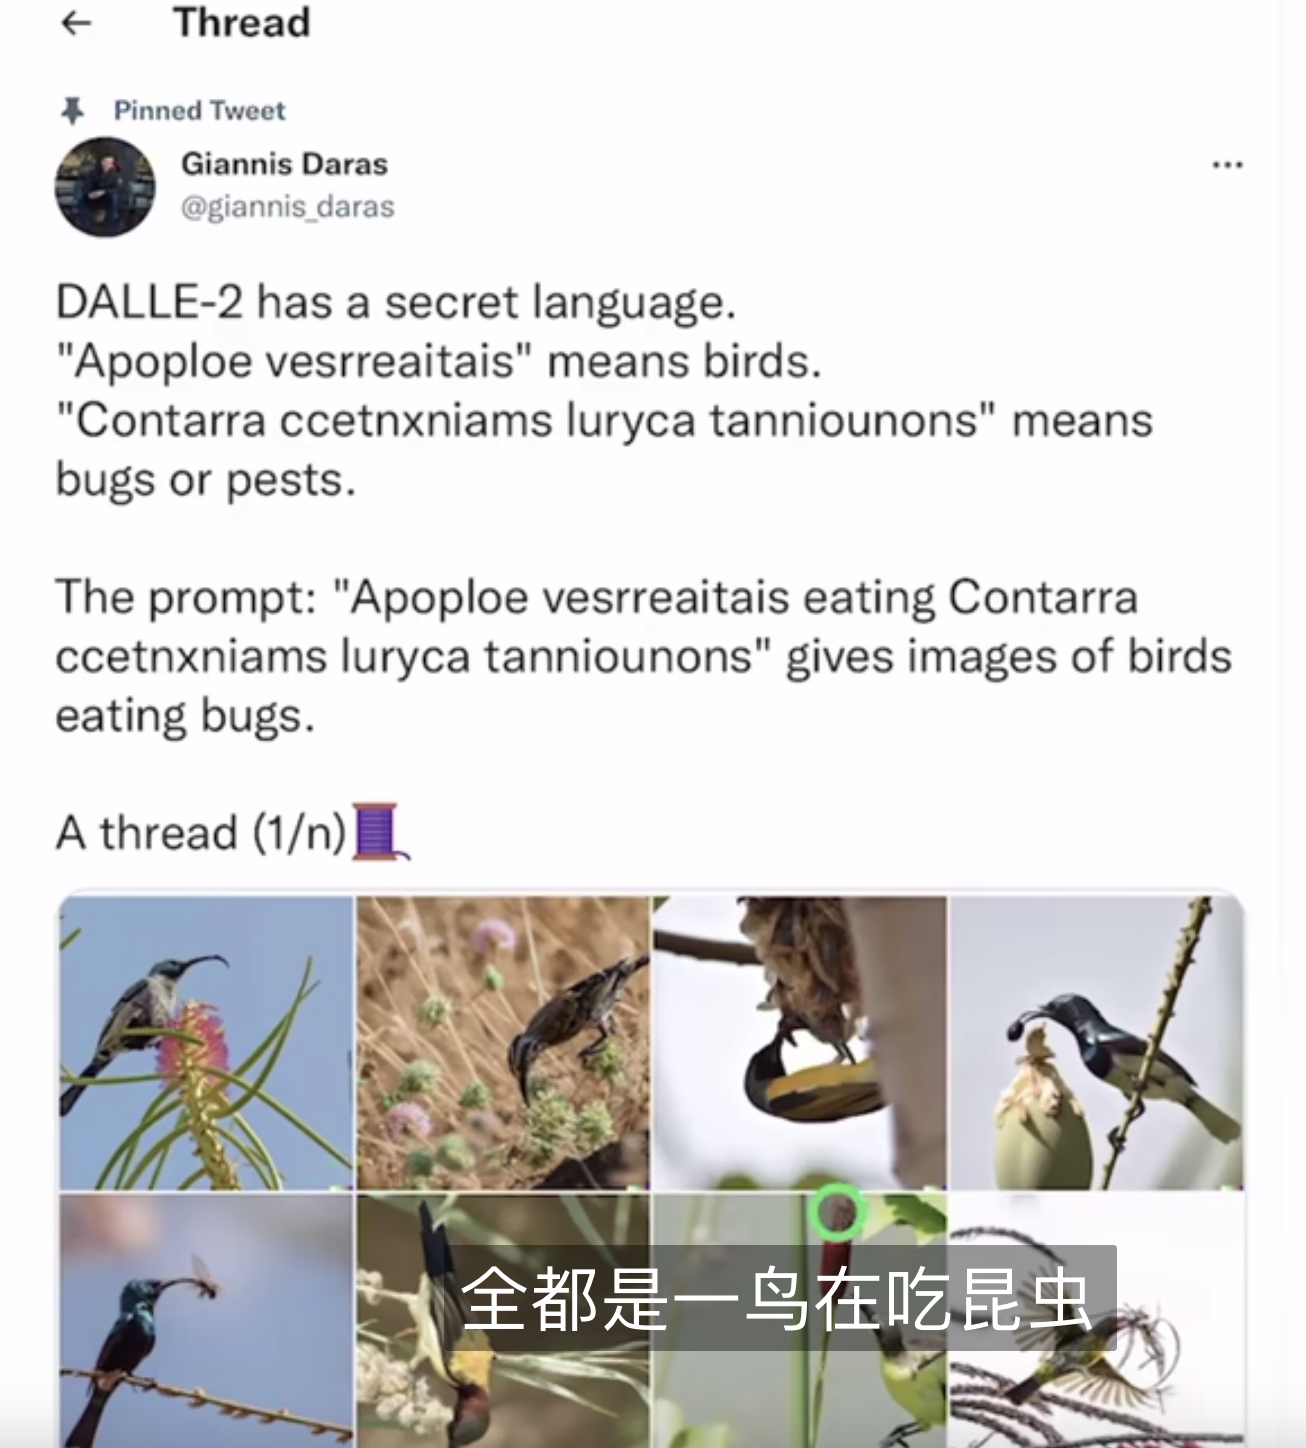 Thread
Pinned Tweet
Giannis Daras
@giannis_daras
DALLE-2 has a secret language.
"Apoploe vesrreaitais" means birds.
"Contarra ccetnxniams luryca tanniounons" means
bugs or pests.
The prompt: "Apoploe vesrreaitais eating Contarra
ccetnxniams luryca tanniounons" gives images of birds
eating bugs.
A thread (1/n)🧵
全都是一鸟在吃昆虫